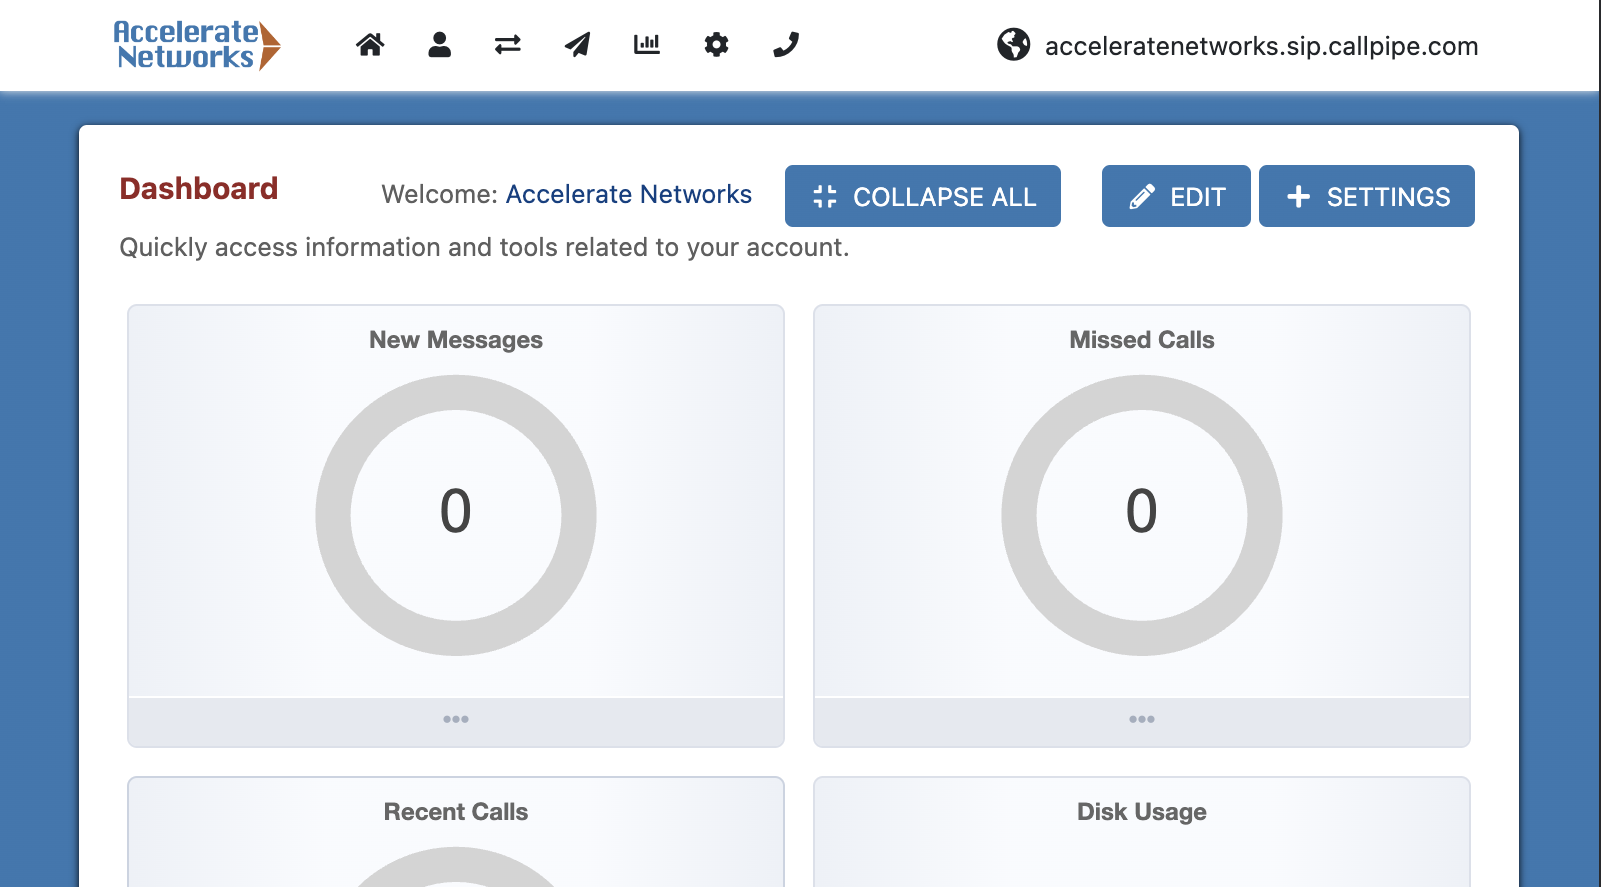 Accelerate
Networks
acceleratenetworks.sip.callpipe.com
Dashboard
Welcome: Accelerate Networks
COLLAPSE ALL
EDIT
SETTINGS
Quickly access information and tools related to your account.
New Messages
Missed Calls
0
0
Recent Calls
Disk Usage